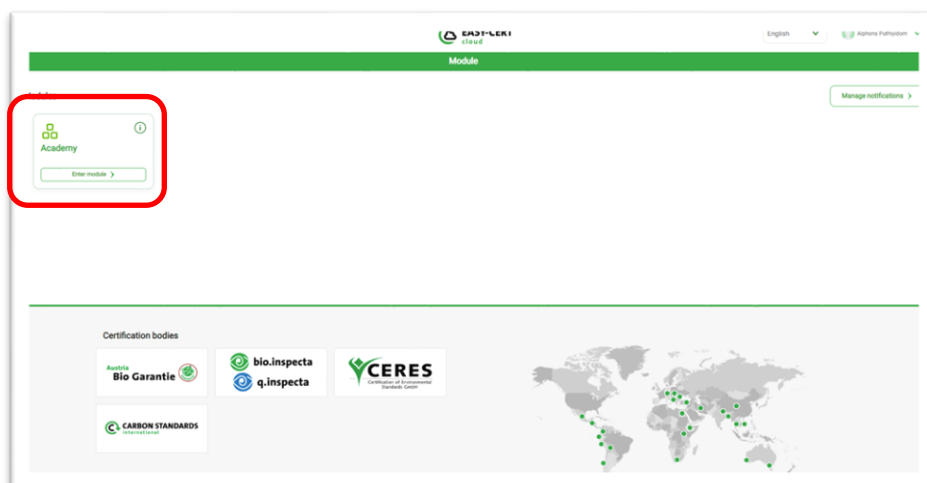 EASY-CERT
cloud
English
Module
Manage notifications
Academy
Enter module
Certification bodies
Austria
Bio Garantie
bio.inspecta
q.inspecta
CERES
Certification of Environmental
Standards GmbH
CARBON STANDARDS
international